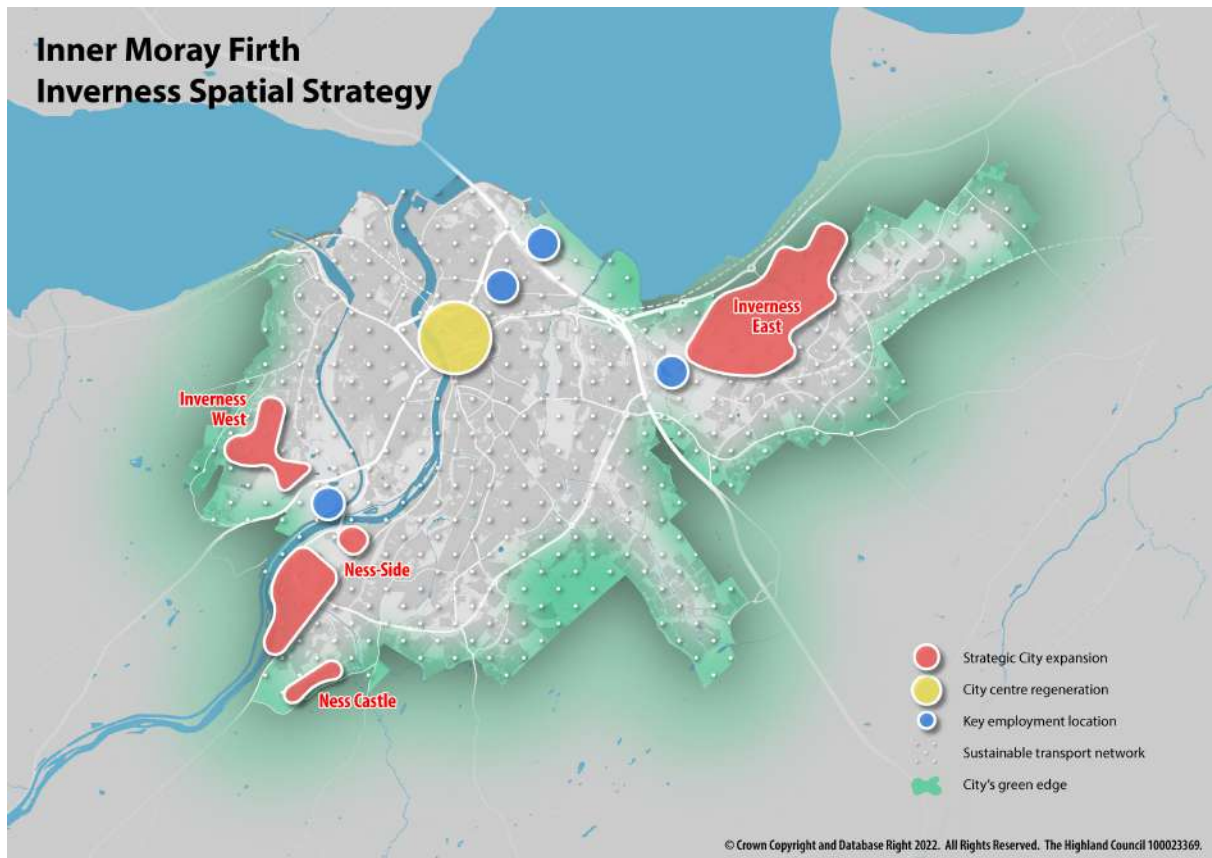 Inner Moray Firth
Inverness Spatial Strategy
Inverness
East
Inverness
West
Ness-Side
Ness Castle
Strategic City expansion
City centre regeneration
Key employment location
Sustainable transport network
City's green edge
© Crown Copyright and Database Right 2022. All Rights Reserved. The Highland Council 100023369.